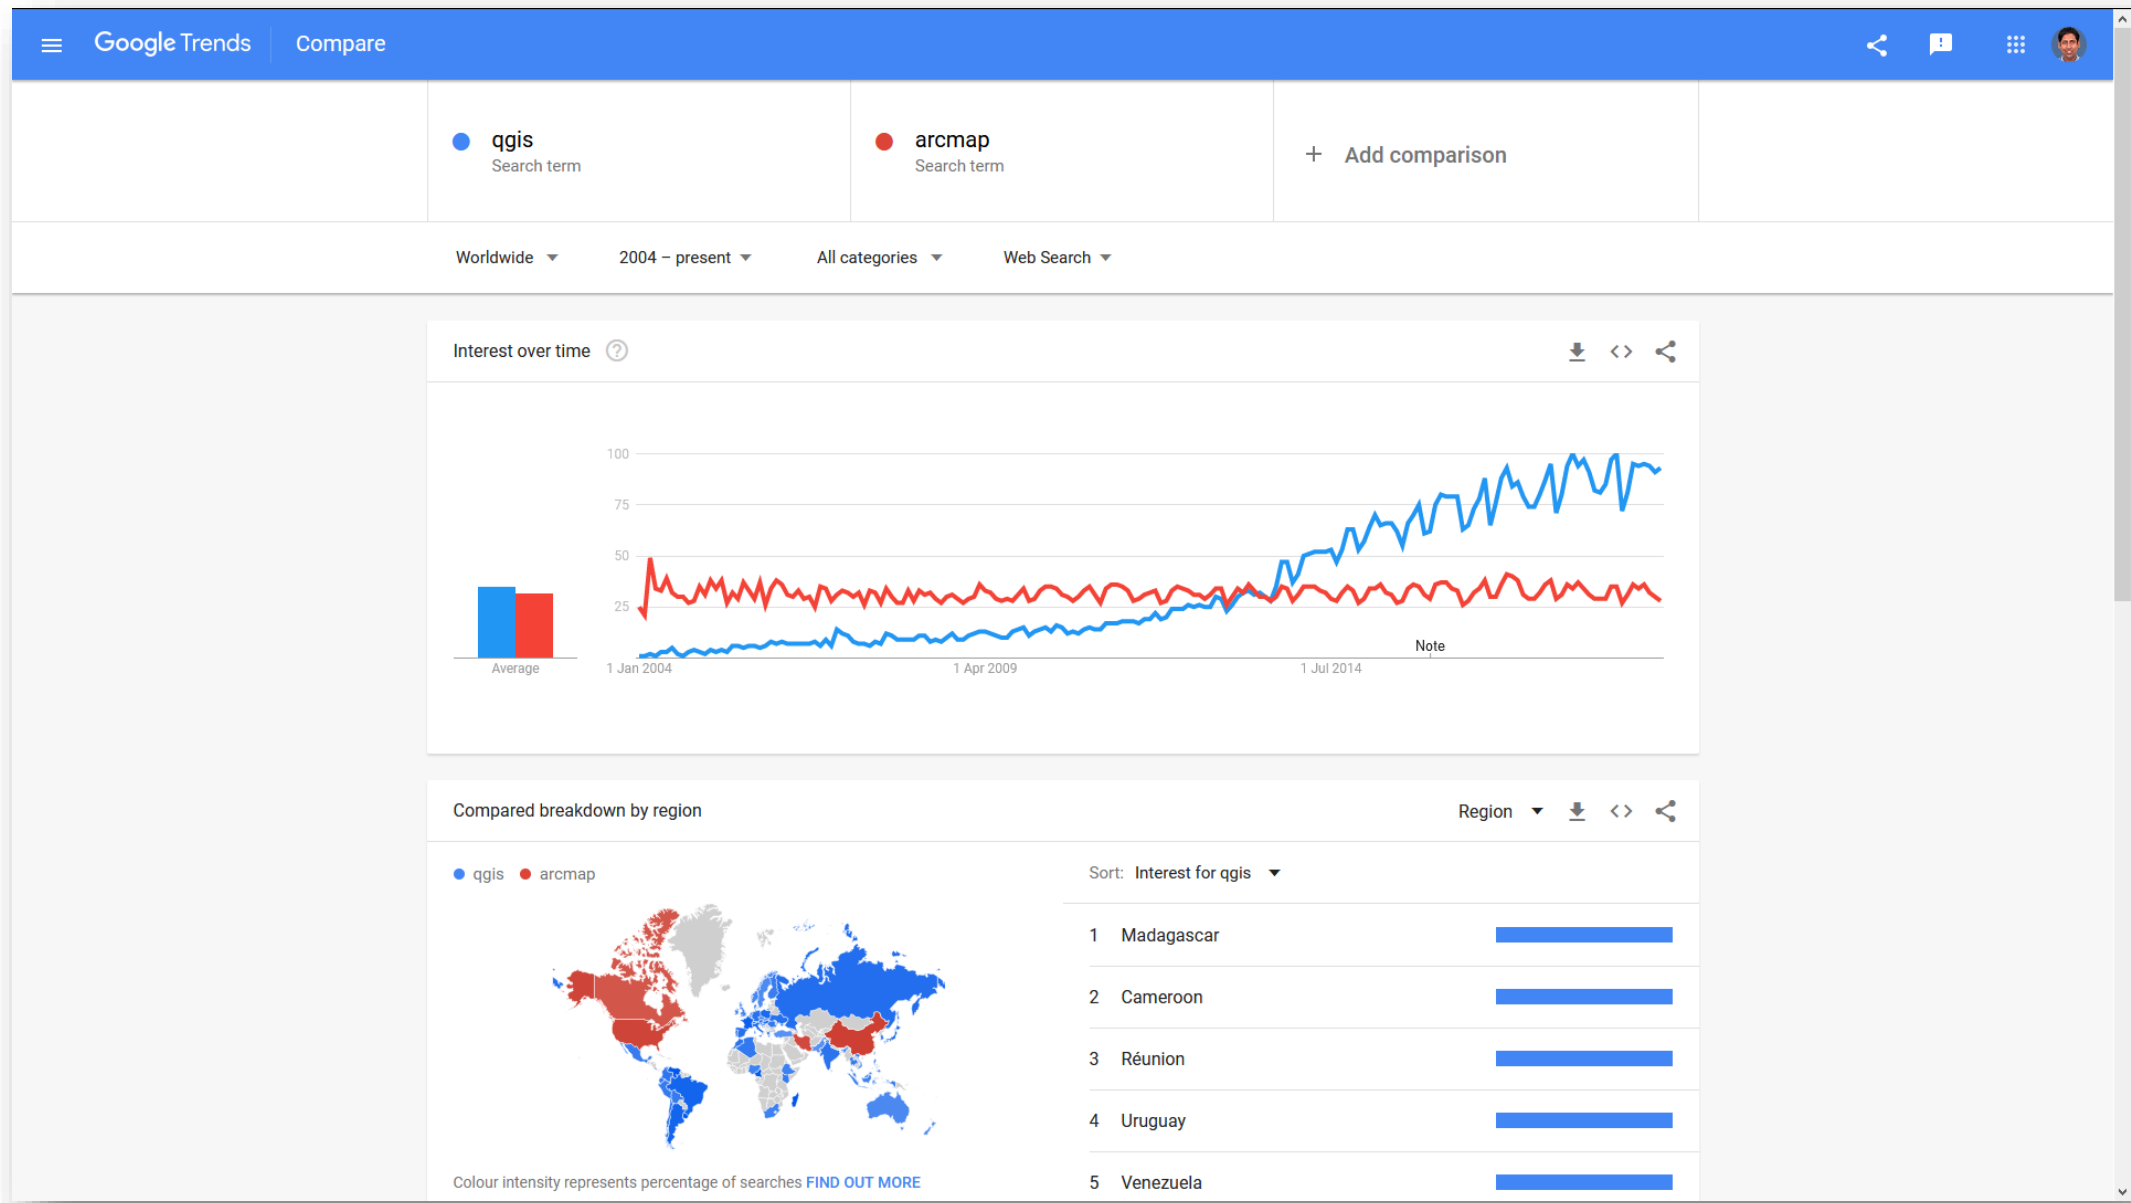 Google Trends Compare
qgis
Search term
arcmap
Search term
+ Add comparison
Worldwide 2004 – present All categories Web Search
Interest over time ?
100
75
50
25
Note
Average
1 Jan 2004 1 Apr 2009 1 Jul 2014
Compared breakdown by region
Region
qgis arcmap
Sort: Interest for qgis
1 Madagascar
2 Cameroon
3 Réunion
4 Uruguay
5 Venezuela
Colour intensity represents percentage of searches FIND OUT MORE